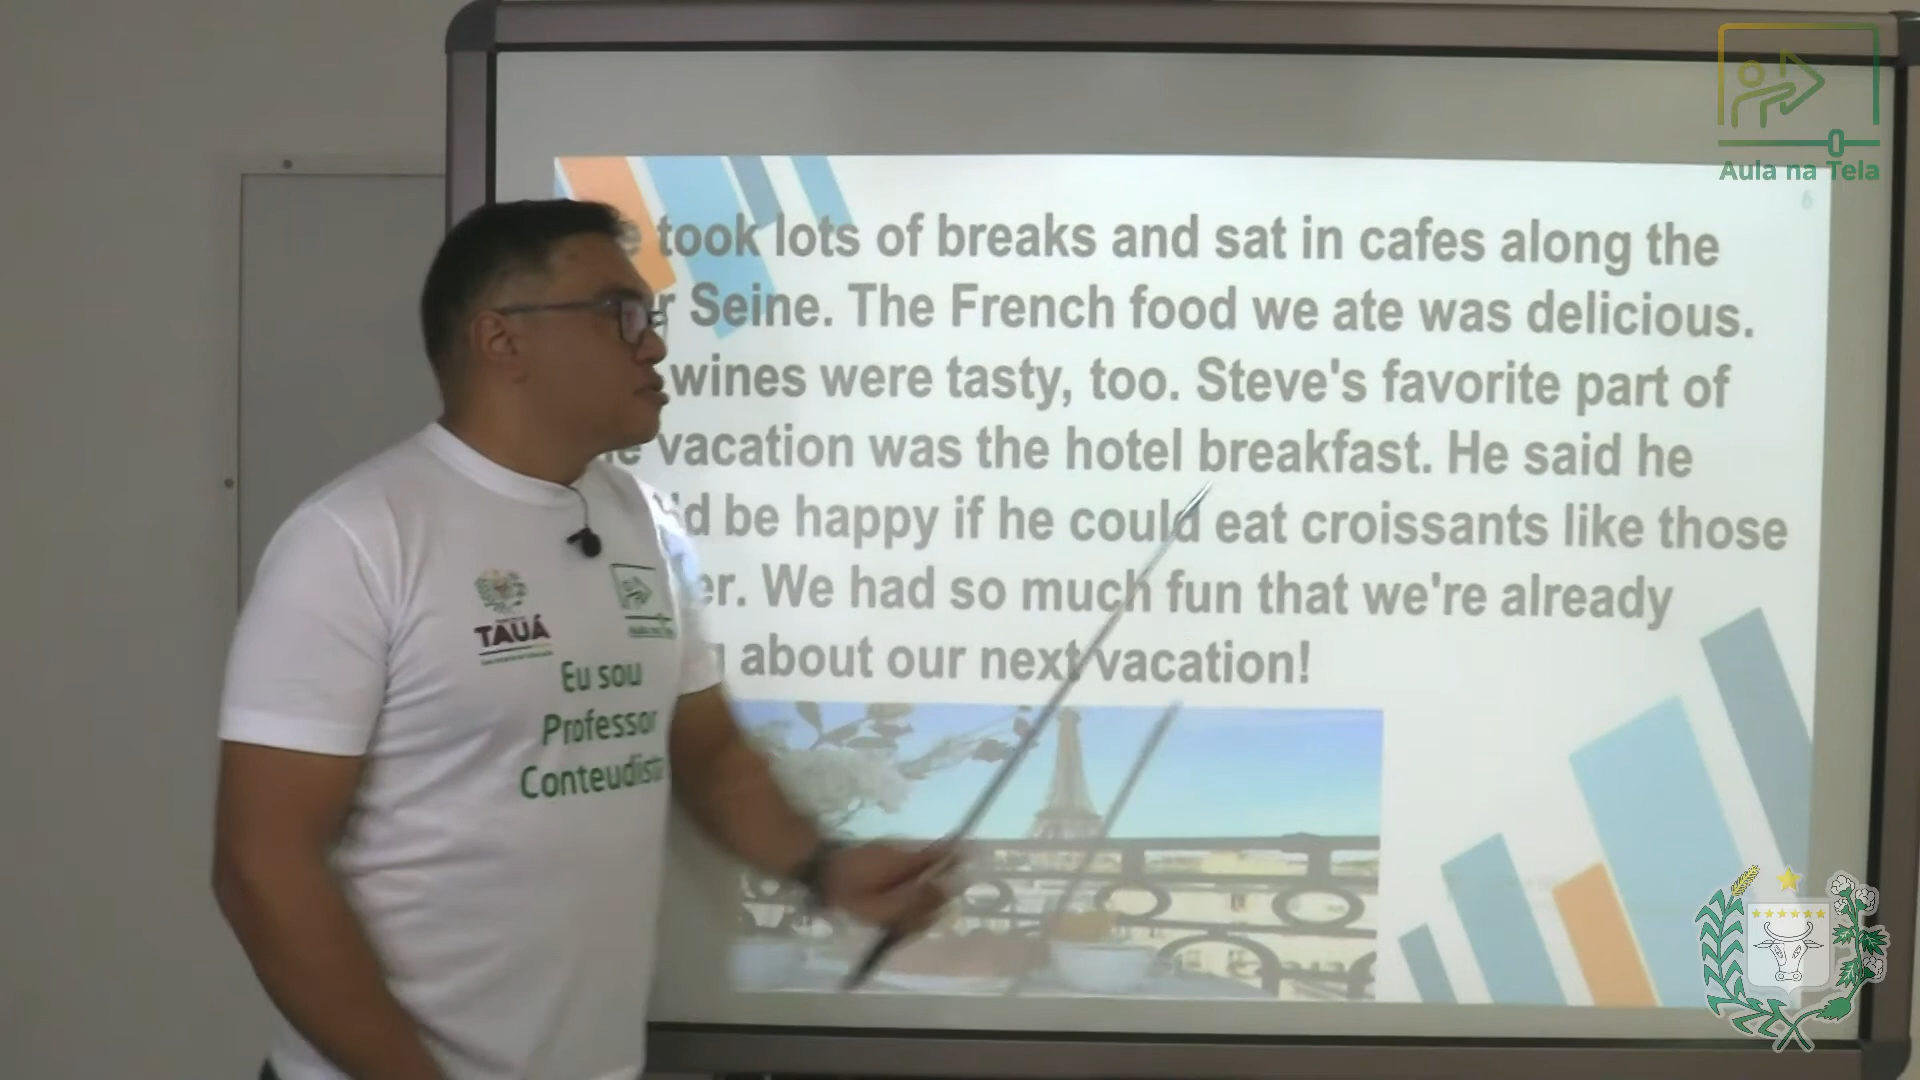 Aula na Tela
6
took lots of breaks and sat in cafes along the
Seine. The French food we ate was delicious.
wines were tasty, too. Steve's favorite part of
vacation was the hotel breakfast. He said he
be happy if he could eat croissants like those
We had so much fun that we're already
about our next vacation!
TAUÁ
Eu sou
Professor
Conteudista